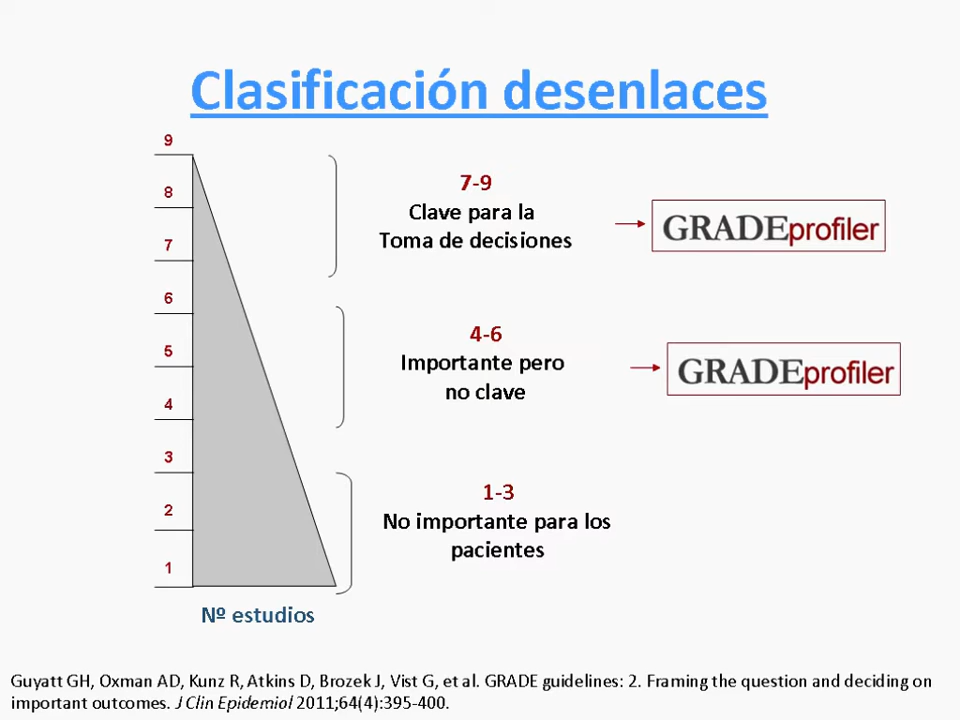 Clasificación desenlaces
9
8
7
6
5
4
3
2
1
7-9
Clave para la
Toma de decisiones
GRADEprofiler
4-6
Importante pero
no clave
GRADEprofiler
1-3
No importante para los
pacientes
Nº estudios
Guyatt GH, Oxman AD, Kunz R, Atkins D, Brozek J, Vist G, et al. GRADE guidelines: 2. Framing the question and deciding on
important outcomes. J Clin Epidemiol 2011;64(4):395-400.